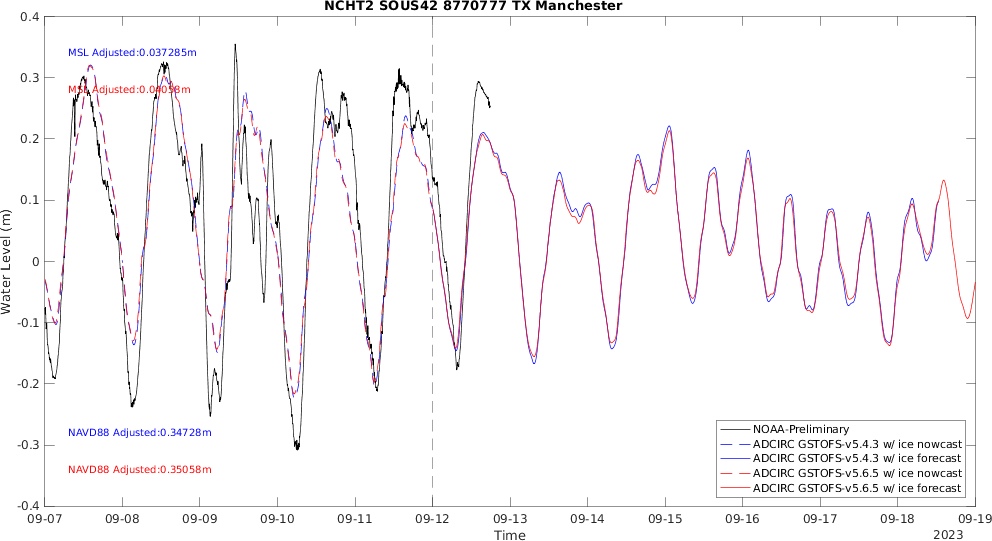 NCHT2 SOUS42 8770777 TX Manchester
0.4
MSL Adjusted:0.037285m
0.3
MSL Adjusted:0.04053m
0.2
0.1
0
-0.1
-0.2
-0.3
-0.4
Water Level (m)
NAVD88 Adjusted:0.34728m
NAVD88 Adjusted:0.35058m
NOAA-Preliminary
ADCIRC GSTOFS-v5.4.3 w/ ice nowcast
ADCIRC GSTOFS-v5.4.3 w/ ice forecast
ADCIRC GSTOFS-v5.6.5 w/ ice nowcast
ADCIRC GSTOFS-v5.6.5 w/ ice forecast
09-07 09-08 09-09 09-10 09-11 09-12 09-13 09-14 09-15 09-16 09-17 09-18 09-19
Time
2023